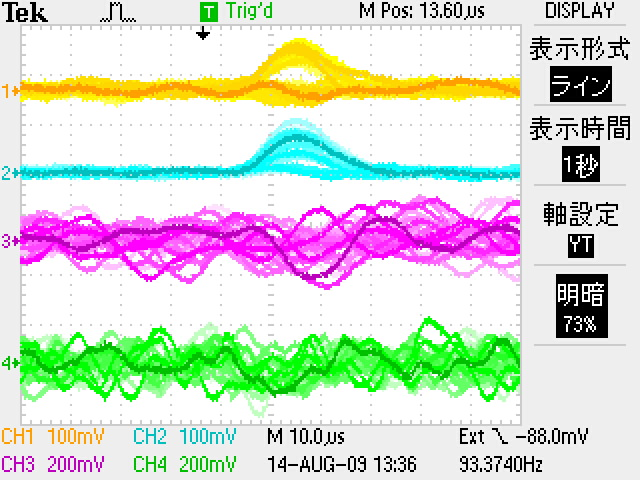 Tek T Trig'd M Pos: 13.60µs DISPLAY
表示形式
ライン
表示時間
1秒
軸設定
YT
明暗
73%
1
2
3
4
CH1 100mV CH2 100mV M 10.0µs Ext -88.0mV
CH3 200mV CH4 200mV 14-AUG-09 13:36 93.3740Hz